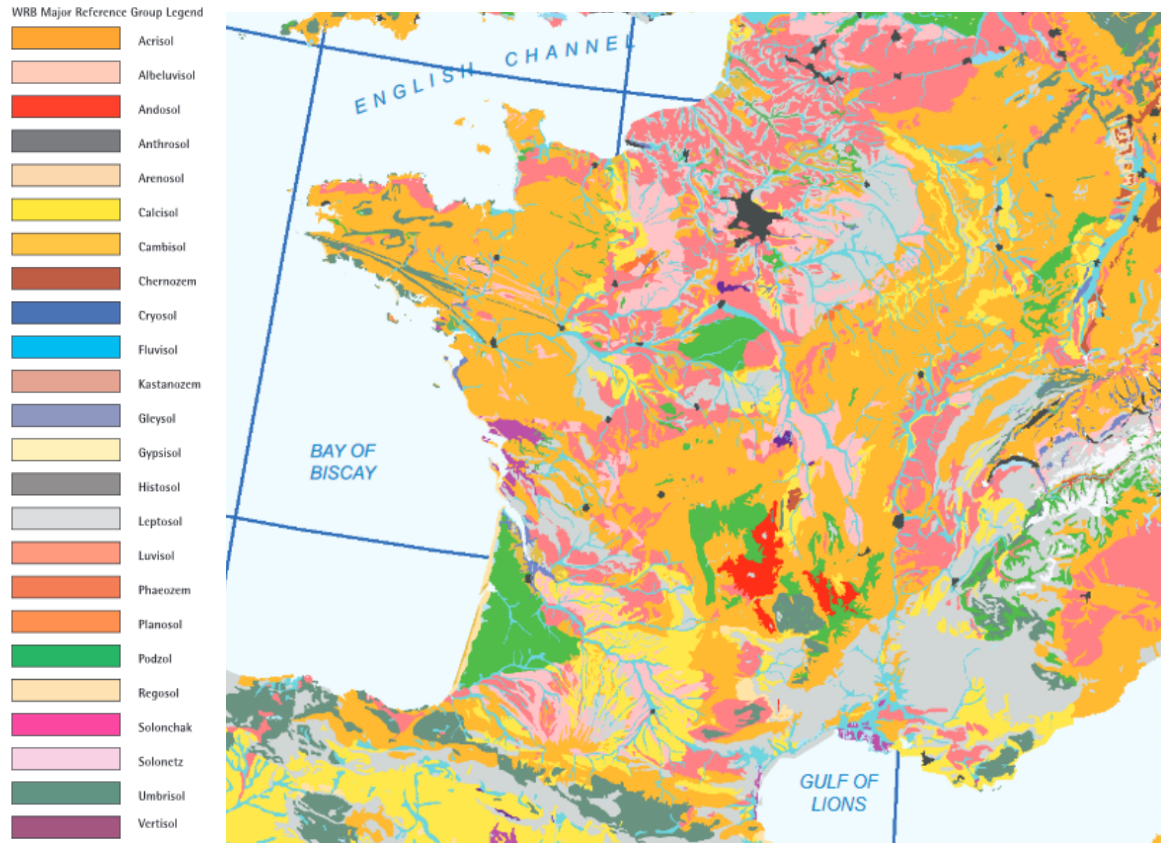 WRB Major Reference Group Legend
Acrisol
Albeluvisol
Andosol
Anthrosol
Arenosol
Calcisol
Cambisol
Chernozem
Cryosol
Fluvisol
Kastanozem
Gleysol
Gypsisol
Histosol
Leptosol
Luvisol
Phaeozem
Planosol
Podzol
Regosol
Solonchak
Solonetz
Umbrisol
Vertisol
ENGLISH CHANNEL
BAY OF
BISCAY
GULF OF
LIONS